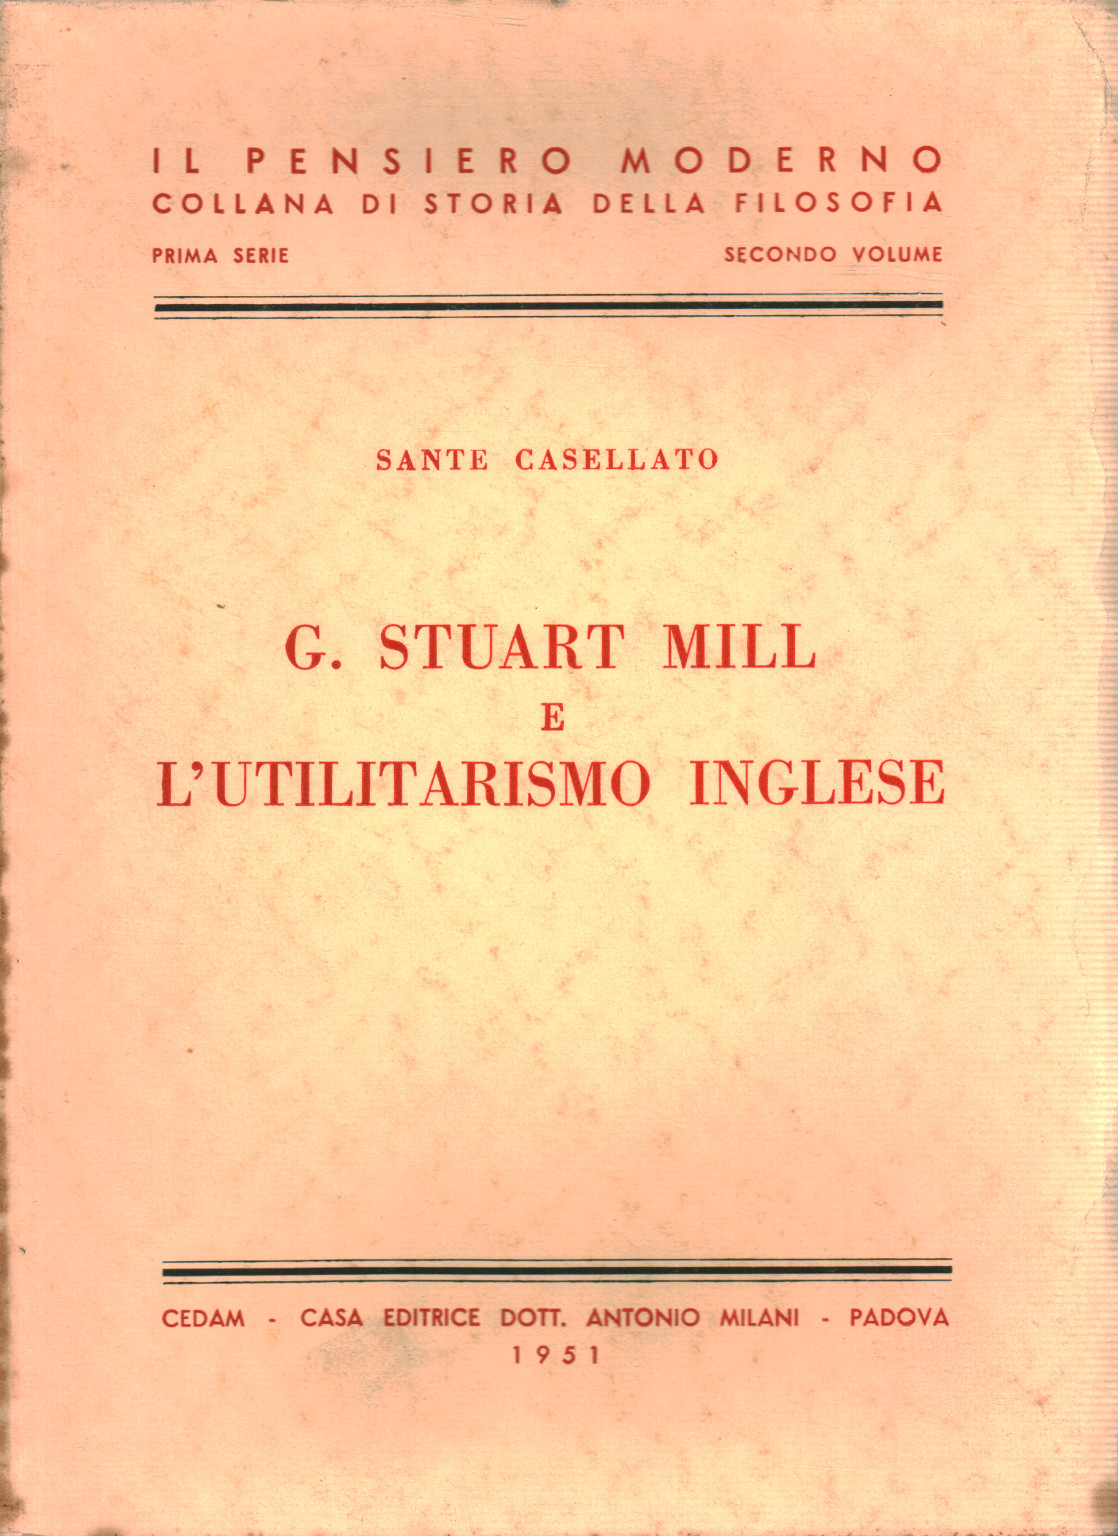 IL PENSIERO MODERNO
COLLANA DI STORIA DELLA FILOSOFIA
PRIMA SERIE SECONDO VOLUME
SANTE CASELLATO
G. STUART MILL
E
L'UTILITARISMO INGLESE
CEDAM - CASA EDITRICE DOTT. ANTONIO MILANI - PADOVA
1951